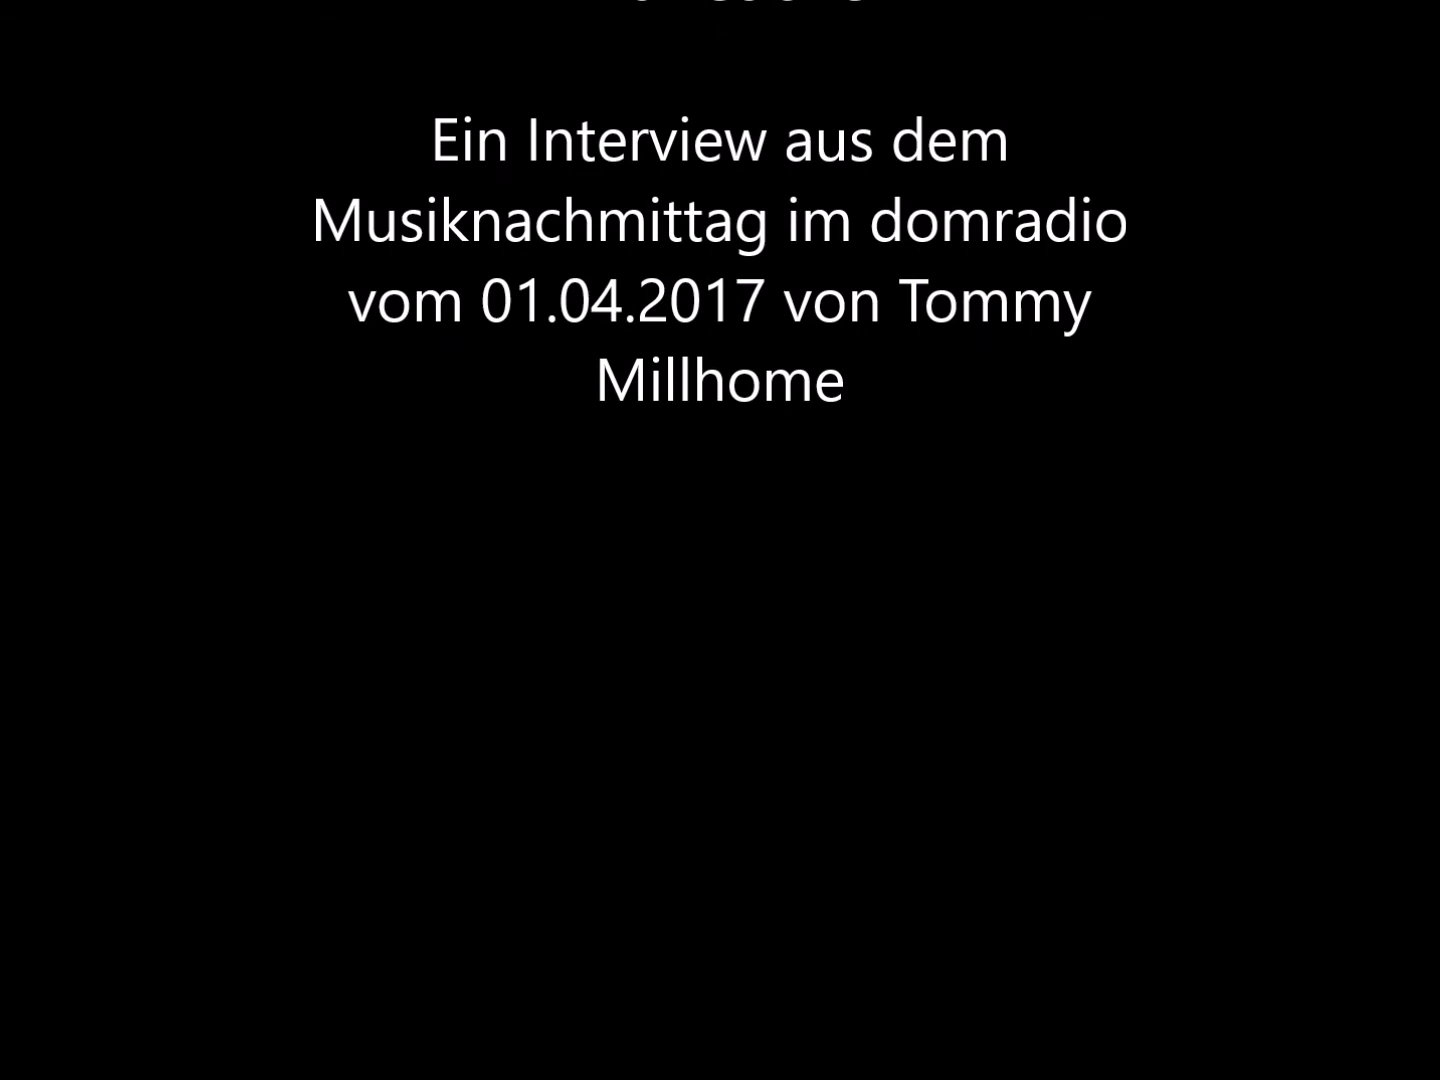 Ein Interview aus dem
Musiknachmittag im domradio
vom 01.04.2017 von Tommy
Millhome